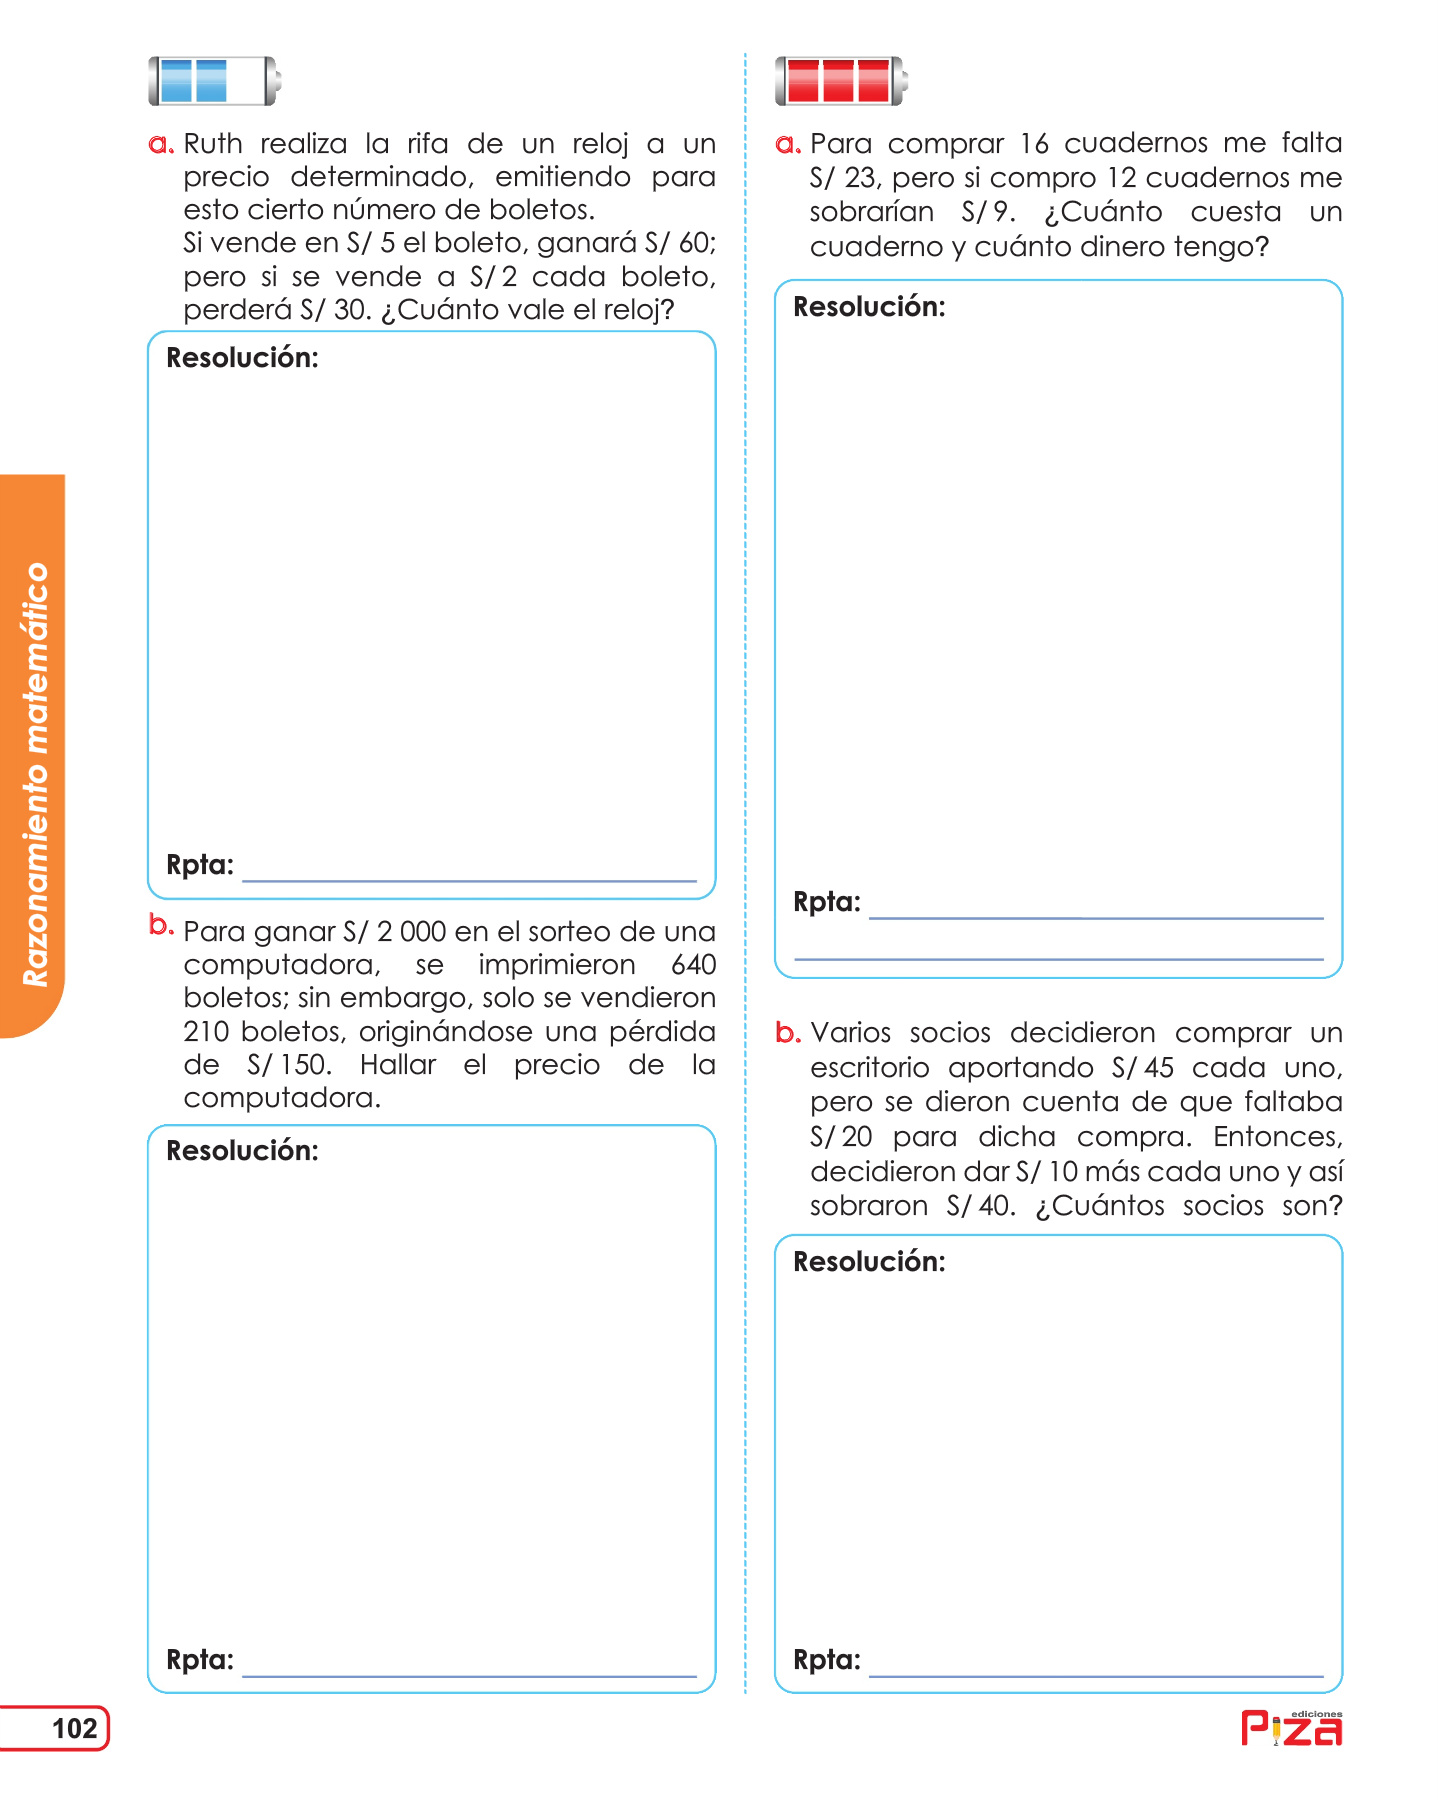 a. Ruth realiza la rifa de un reloj a un
precio determinado, emitiendo para
esto cierto número de boletos.
Si vende en S/ 5 el boleto, ganará S/ 60;
pero si se vende a S/ 2 cada boleto,
perderá S/ 30. ¿Cuánto vale el reloj?
Resolución:
Rpta:
b. Para ganar S/ 2 000 en el sorteo de una
computadora, se imprimieron 640
boletos; sin embargo, solo se vendieron
210 boletos, originándose una pérdida
de S/ 150. Hallar el precio de la
computadora.
Resolución:
Rpta:
a. Para comprar 16 cuadernos me falta
S/ 23, pero si compro 12 cuadernos me
sobrarían S/ 9. ¿Cuánto cuesta un
cuaderno y cuánto dinero tengo?
Resolución:
Rpta:
b. Varios socios decidieron comprar un
escritorio aportando S/ 45 cada uno,
pero se dieron cuenta de que faltaba
S/ 20 para dicha compra. Entonces,
decidieron dar S/ 10 más cada uno y así
sobraron S/ 40. ¿Cuántos socios son?
Resolución:
Rpta:
Razonamiento matemático
102
ediciones
Piza